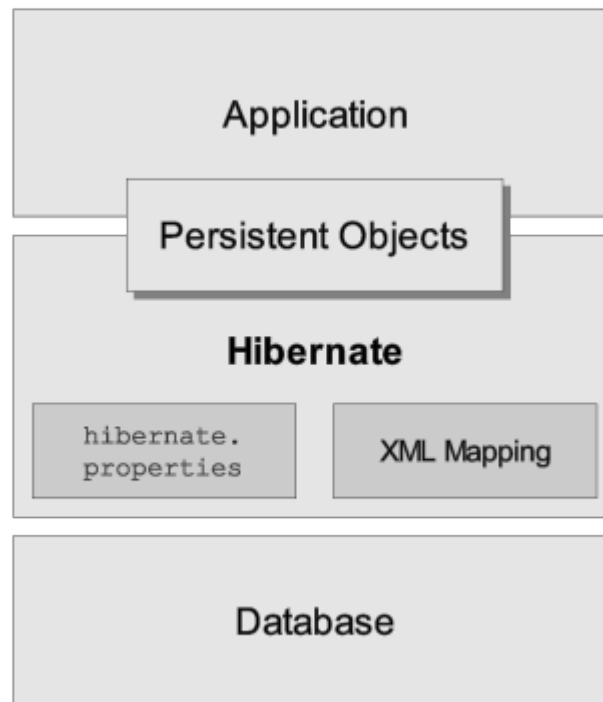 Application
Persistent Objects
Hibernate
hibernate.
properties
XML Mapping
Database